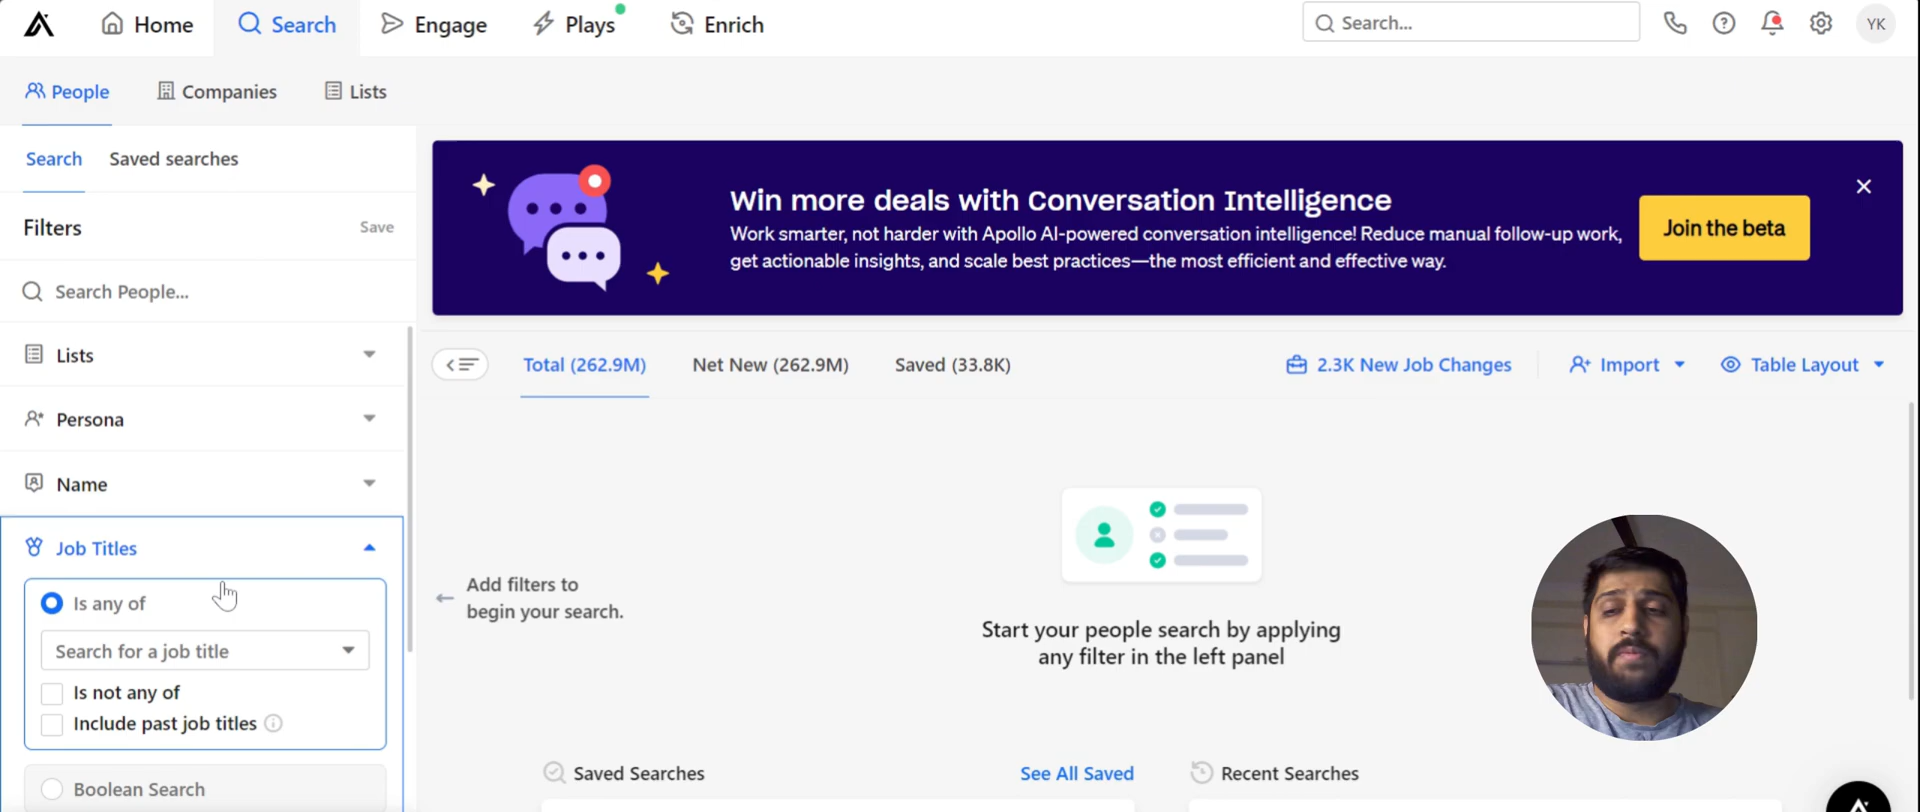 Home
Search
Engage
Plays
Enrich
Search...
YK
People
Companies
Lists
Search
Saved searches
Filters
Save
Search People...
Lists
Persona
Name
Job Titles
Is any of
Search for a job title
Is not any of
Include past job titles
Boolean Search
Win more deals with Conversation Intelligence
Work smarter, not harder with Apollo AI-powered conversation intelligence! Reduce manual follow-up work,
get actionable insights, and scale best practices—the most efficient and effective way.
Join the beta
Total (262.9M)
Net New (262.9M)
Saved (33.8K)
2.3K New Job Changes
Import
Table Layout
Add filters to
begin your search.
Start your people search by applying
any filter in the left panel
Saved Searches
See All Saved
Recent Searches